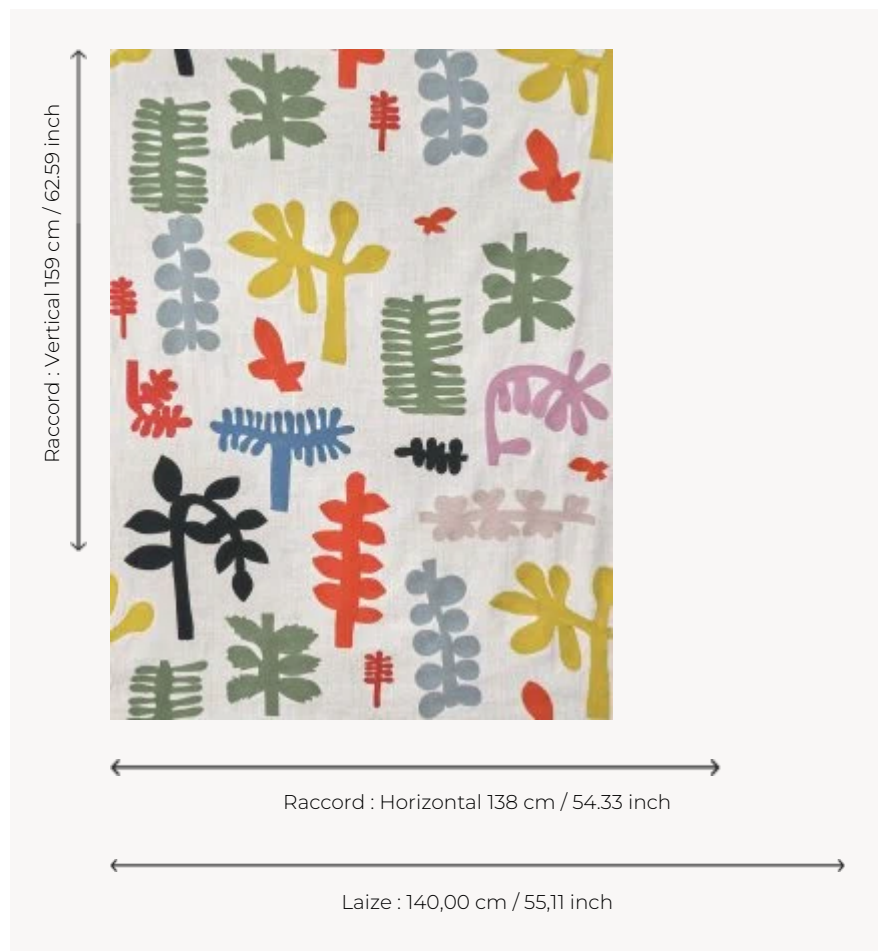 Raccord : Vertical 159 cm / 62.59 inch
Raccord : Horizontal 138 cm / 54.33 inch
Laize : 140,00 cm / 55,11 inch